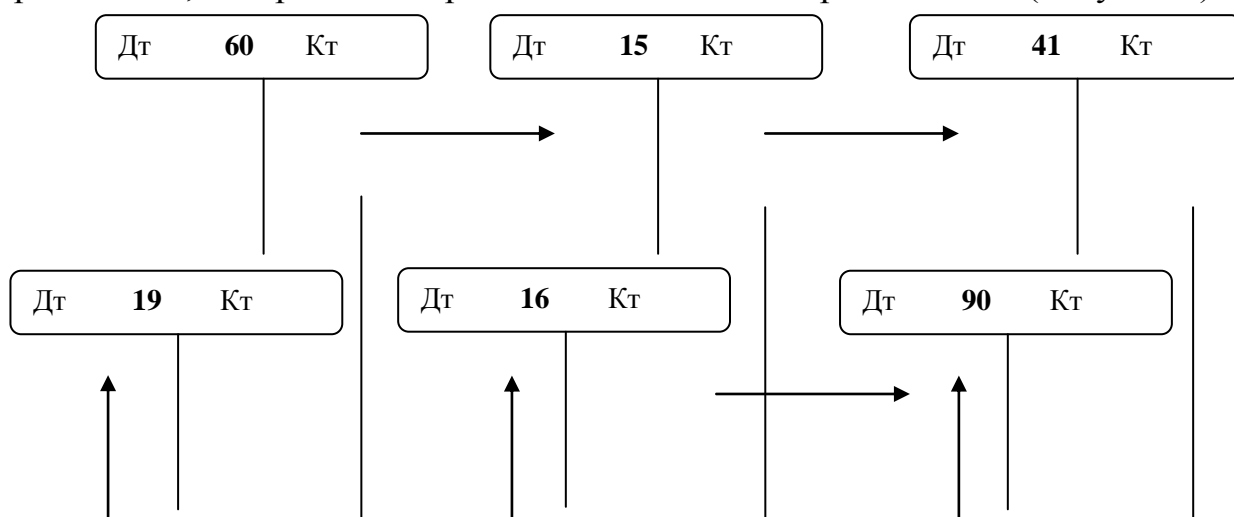 Дт 60 Кт Дт 15 Кт Дт 41 Кт
Дт 19 Кт Дт 16 Кт Дт 90 Кт